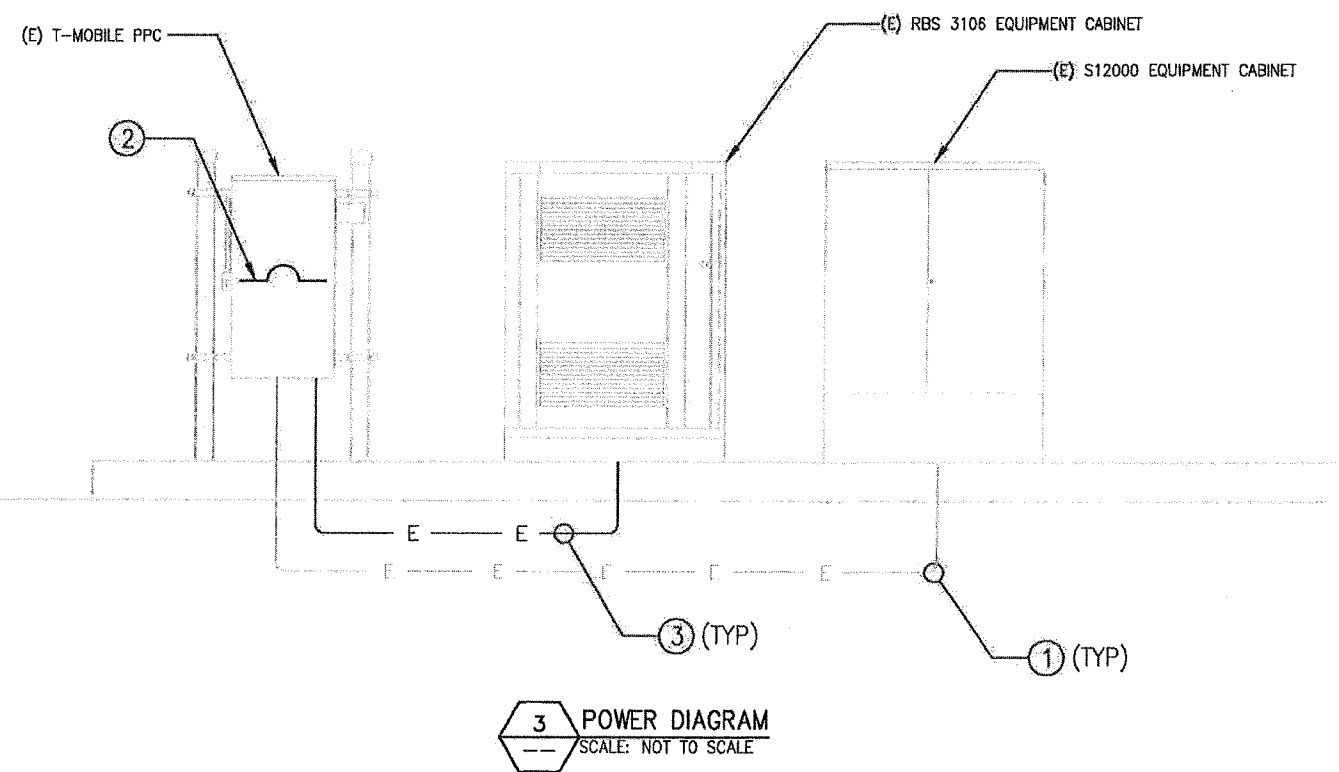 (E) T-MOBILE PPC
(E) RBS 3106 EQUIPMENT CABINET
(E) S12000 EQUIPMENT CABINET
2
E E
E E E E E
3 (TYP)
1 (TYP)
3 POWER DIAGRAM
-- SCALE: NOT TO SCALE